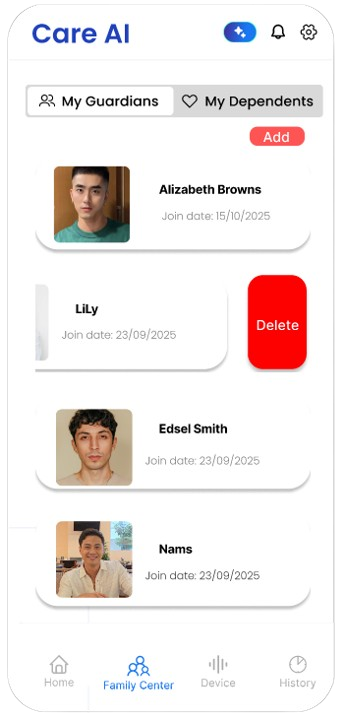 Care AI
My Guardians My Dependents
Add
Alizabeth Browns
Join date: 15/10/2025
LiLy
Join date: 23/09/2025
Delete
Edsel Smith
Join date: 23/09/2025
Nams
Join date: 23/09/2025
Home Family Center Device History